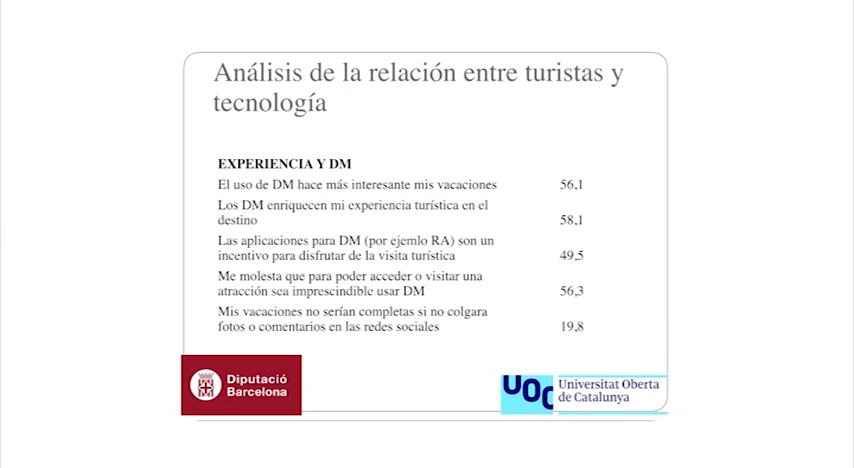 Análisis de la relación entre turistas y
tecnología
EXPERIENCIA Y DM
El uso de DM hace más interesante mis vacaciones 56,1
Los DM enriquecen mi experiencia turística en el
destino 58,1
Las aplicaciones para DM (por ejemlo RA) son un
incentivo para disfrutar de la visita turística 49,5
Me molesta que para poder acceder o visitar una
atracción sea imprescindible usar DM 56,3
Mis vacaciones no serían completas si no colgara
fotos o comentarios en las redes sociales 19,8
Diputació
Barcelona
UOC
Universitat Oberta
de Catalunya